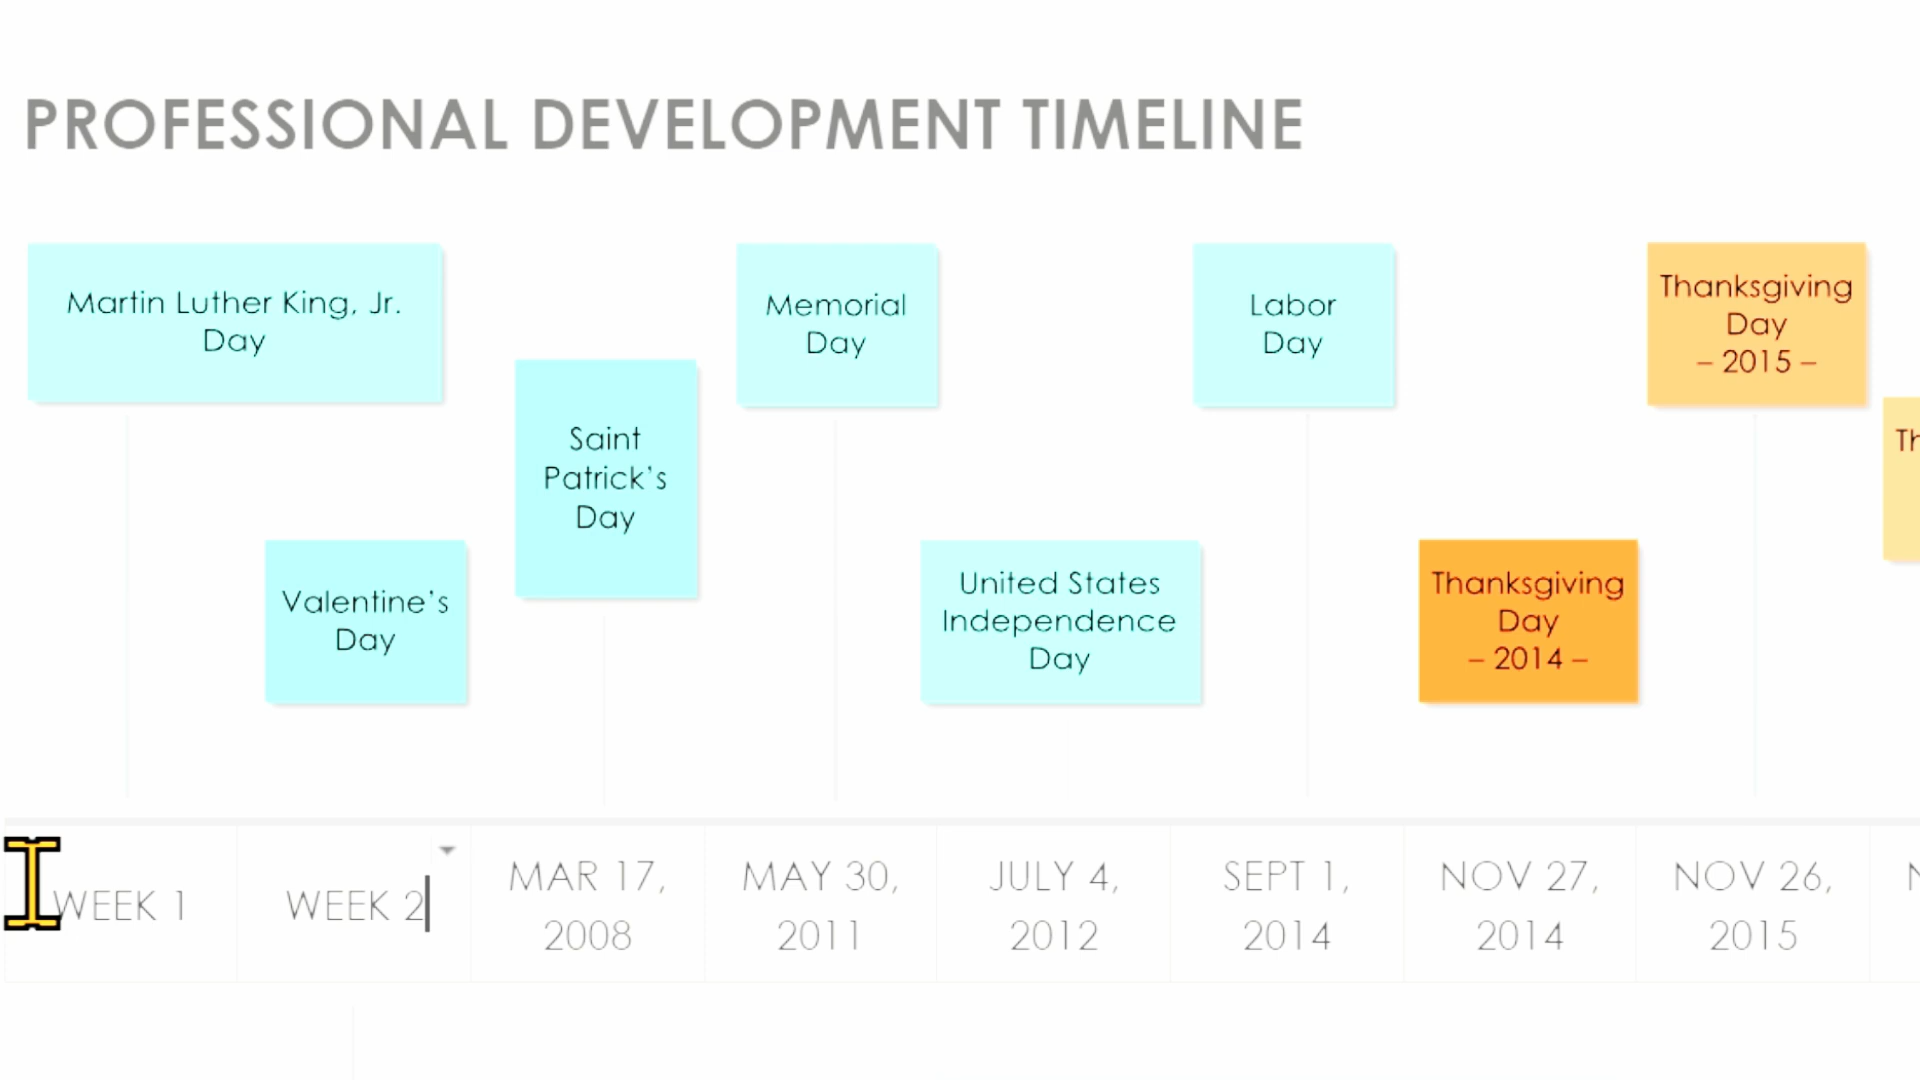 PROFESSIONAL DEVELOPMENT TIMELINE
Martin Luther King, Jr.
Day
Memorial
Day
Labor
Day
Thanksgiving
Day
– 2015 –
Saint
Patrick's
Day
Valentine's
Day
United States
Independence
Day
Thanksgiving
Day
– 2014 –
WEEK 1
WEEK 2
MAR 17,
2008
MAY 30,
2011
JULY 4,
2012
SEPT 1,
2014
NOV 27,
2014
NOV 26,
2015